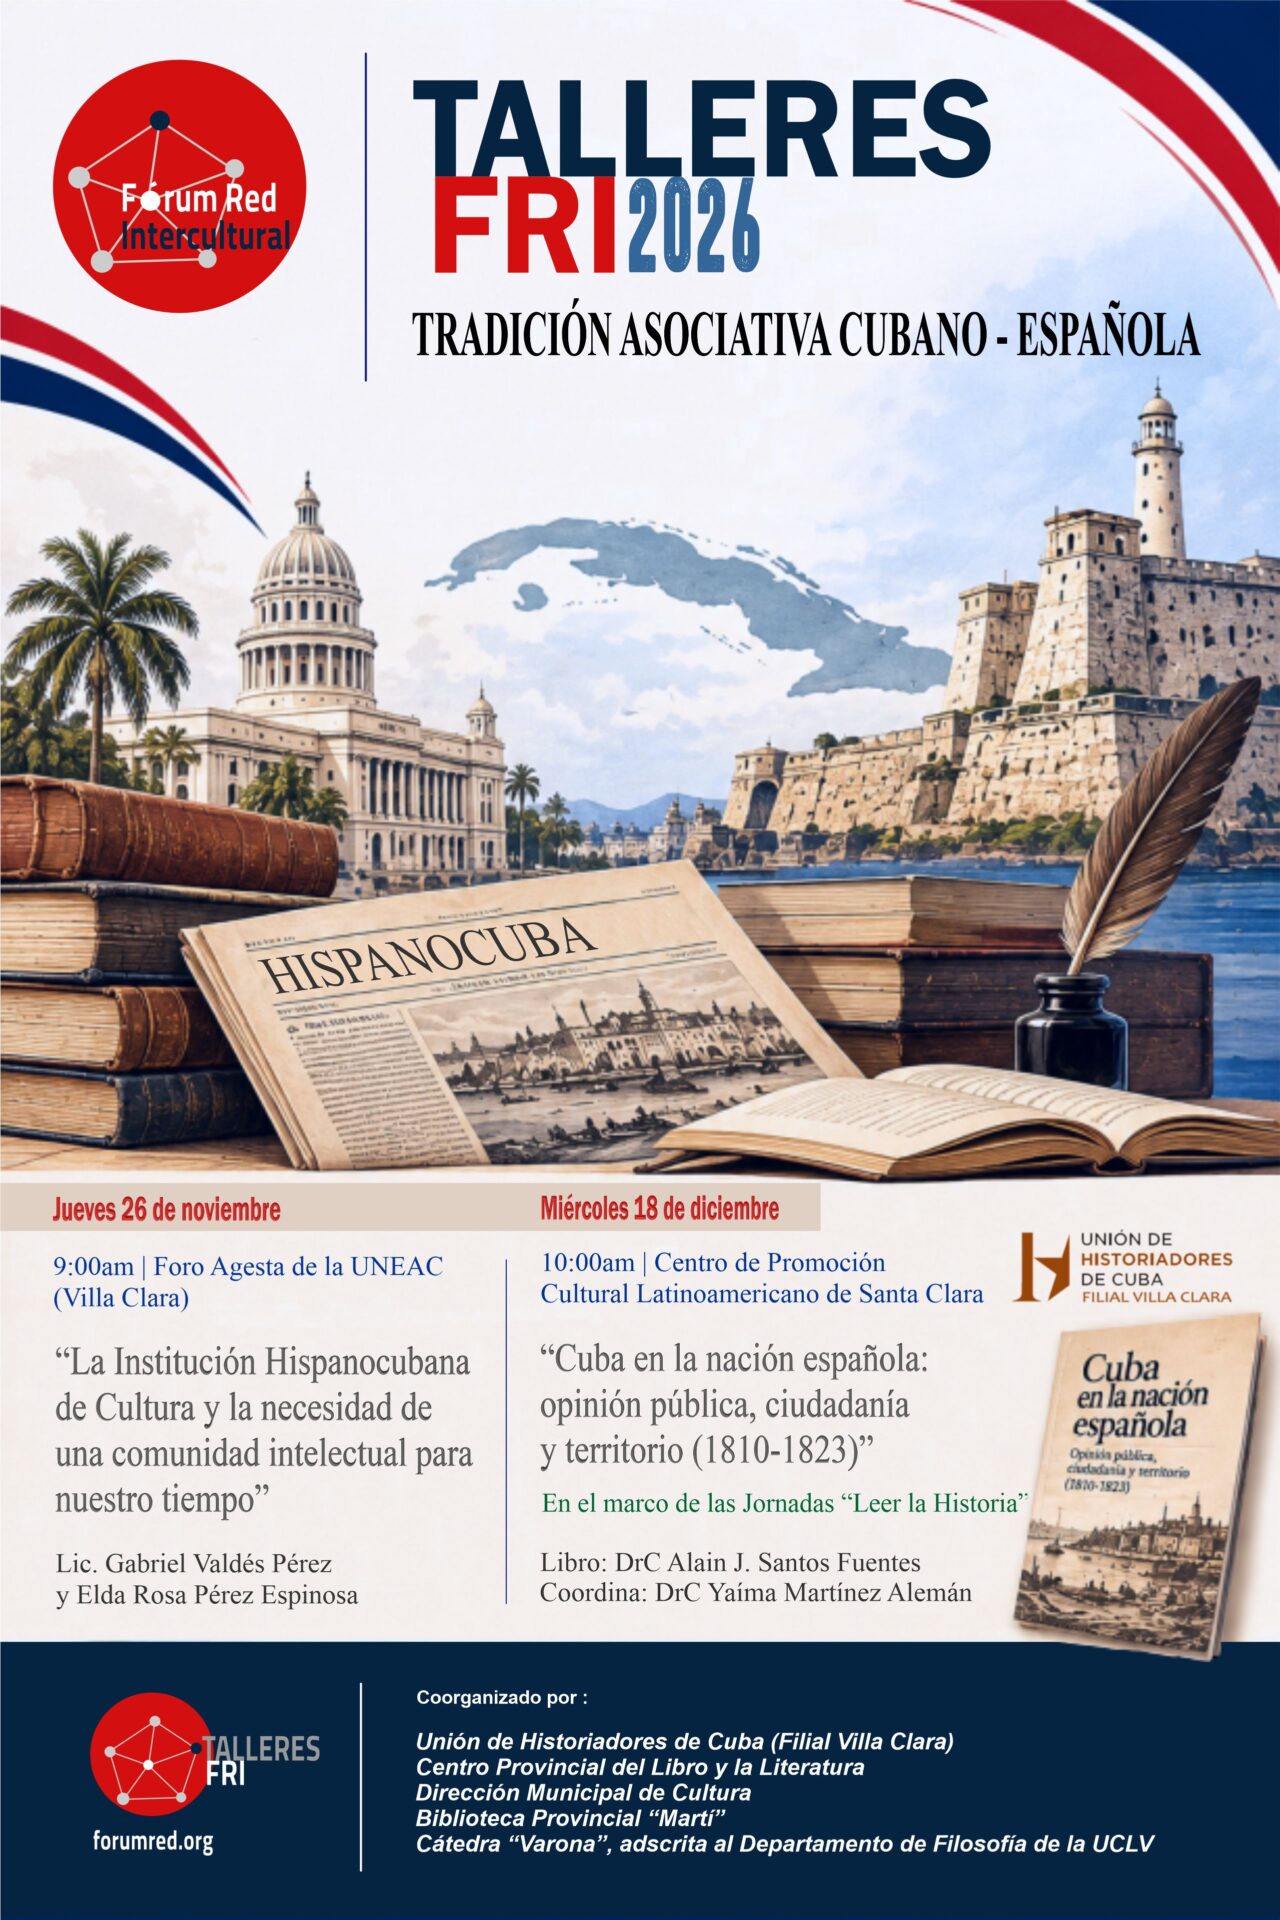 Fórum Red
Intercultural
TALLERES
FRI 2026
TRADICIÓN ASOCIATIVA CUBANO - ESPAÑOLA
HISPANOCUBA
Jueves 26 de noviembre
9:00am | Foro Agesta de la UNEAC
(Villa Clara)
“La Institución Hispanocubana
de Cultura y la necesidad de
una comunidad intelectual para
nuestro tiempo”
Lic. Gabriel Valdés Pérez
y Elda Rosa Pérez Espinosa
Miércoles 18 de diciembre
10:00am | Centro de Promoción
Cultural Latinoamericano de Santa Clara
“Cuba en la nación española:
opinión pública, ciudadanía
y territorio (1810-1823)”
En el marco de las Jornadas “Leer la Historia”
Libro: DrC Alain J. Santos Fuentes
Coordina: DrC Yaíma Martínez Alemán
UNIÓN DE
HISTORIADORES
DE CUBA
FILIAL VILLA CLARA
Cuba
en la nación
española
Opinión pública,
ciudadanía y territorio
(1810-1823)
TALLERES
FRI
forumred.org
Coorganizado por :
Unión de Historiadores de Cuba (Filial Villa Clara)
Centro Provincial del Libro y la Literatura
Dirección Municipal de Cultura
Biblioteca Provincial “Martí”
Cátedra “Varona”, adscrita al Departamento de Filosofía de la UCLV